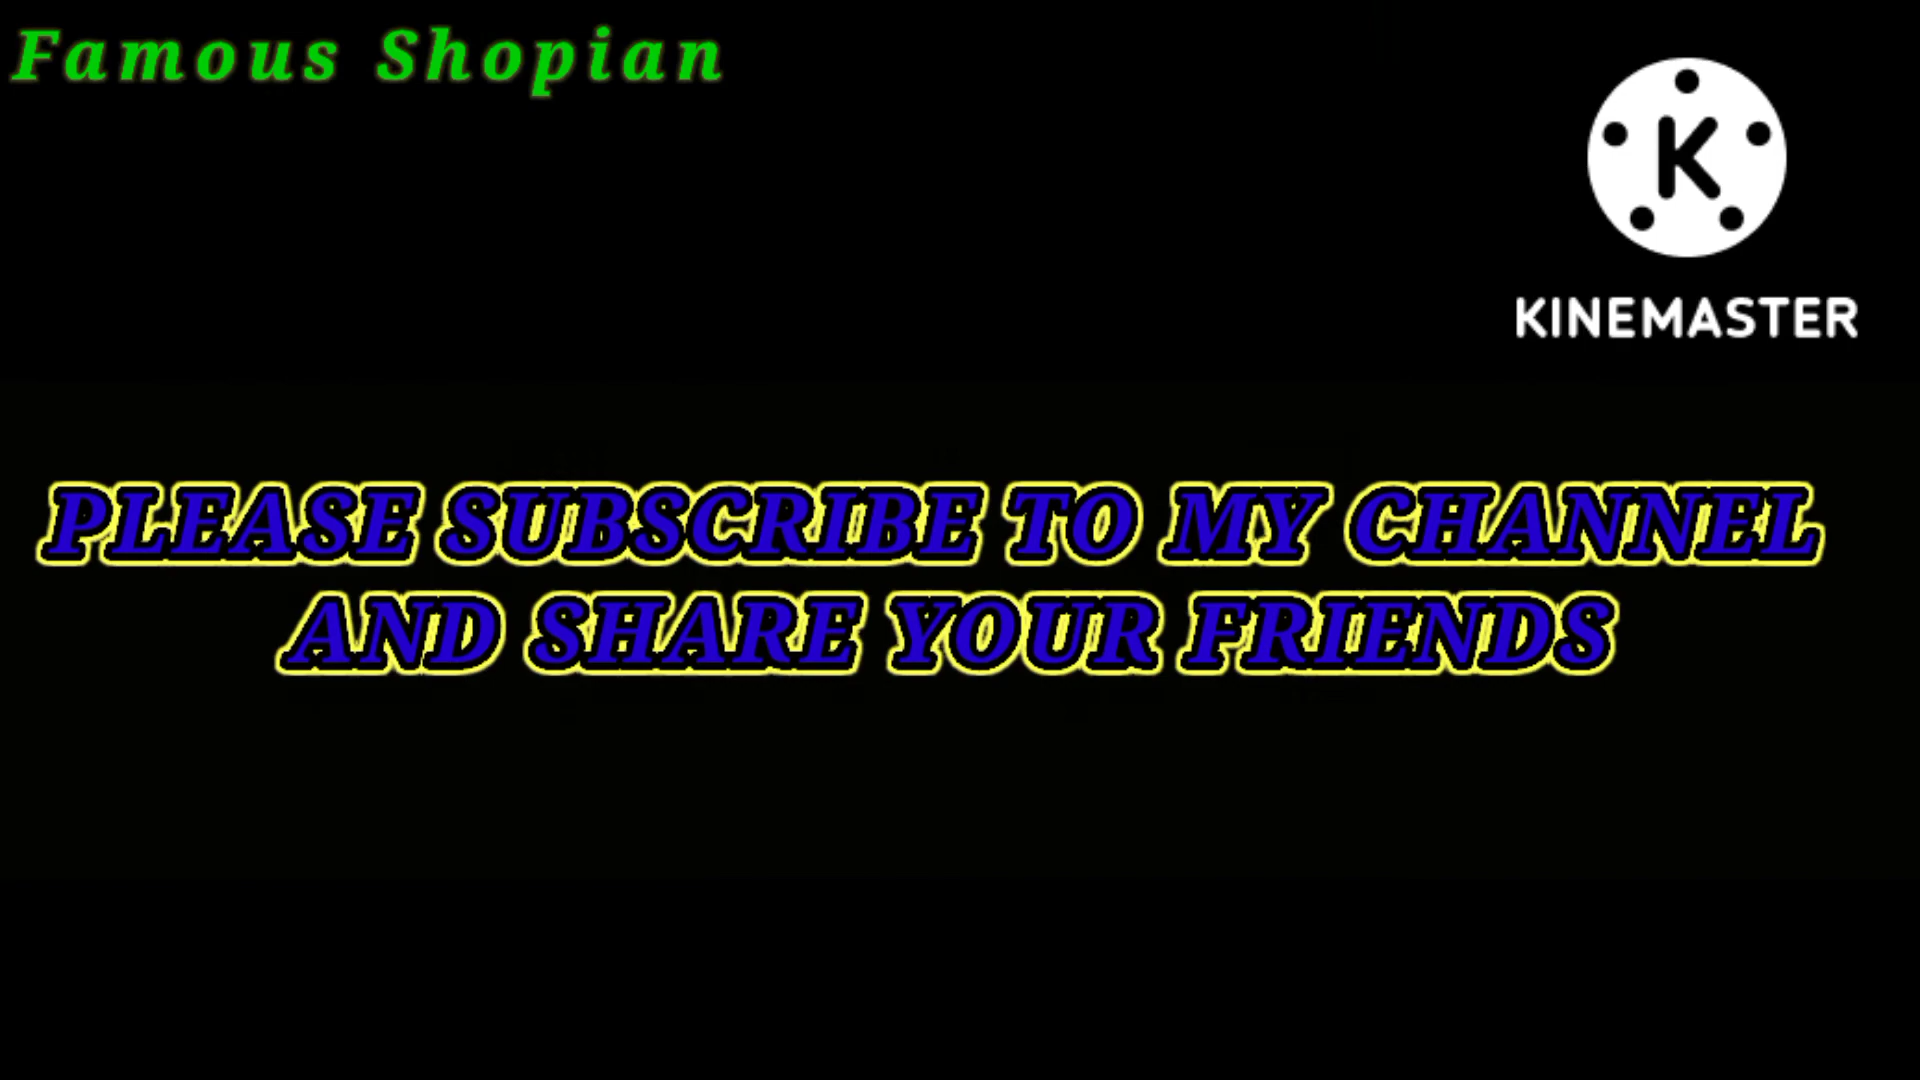 Famous Shopian
K
KINEMASTER
PLEASE SUBSCRIBE TO MY CHANNEL
AND SHARE YOUR FRIENDS